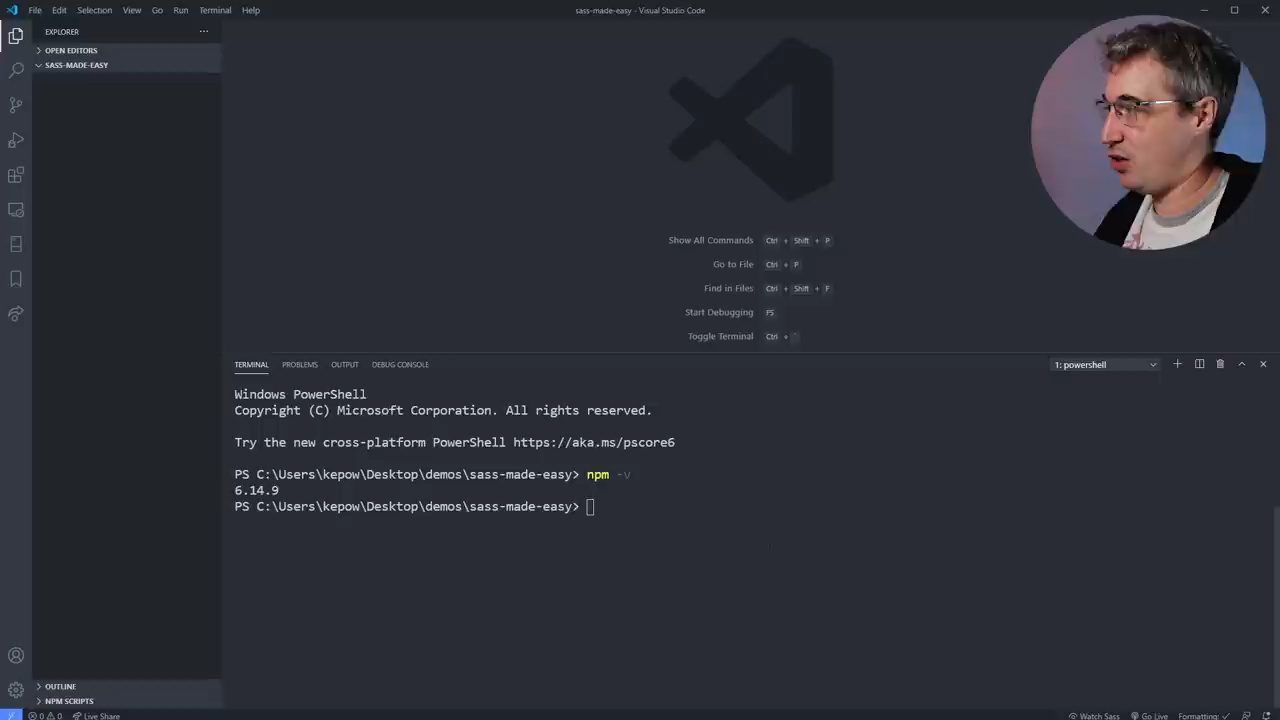 File Edit Selection View Go Run Terminal Help
sass-made-easy - Visual Studio Code
EXPLORER
OPEN EDITORS
SASS-MADE-EASY
Show All Commands Ctrl + Shift + P
Go to File Ctrl + P
Find in Files Ctrl + Shift + F
Start Debugging F5
Toggle Terminal Ctrl + `
TERMINAL PROBLEMS OUTPUT DEBUG CONSOLE
1: powershell
Windows PowerShell
Copyright (C) Microsoft Corporation. All rights reserved.
Try the new cross-platform PowerShell https://aka.ms/pscore6
PS C:\Users\kepow\Desktop\demos\sass-made-easy> npm -v
6.14.9
PS C:\Users\kepow\Desktop\demos\sass-made-easy>
OUTLINE
NPM SCRIPTS
0 0 Live Share
Watch Sass Go Live Formatting: ✓